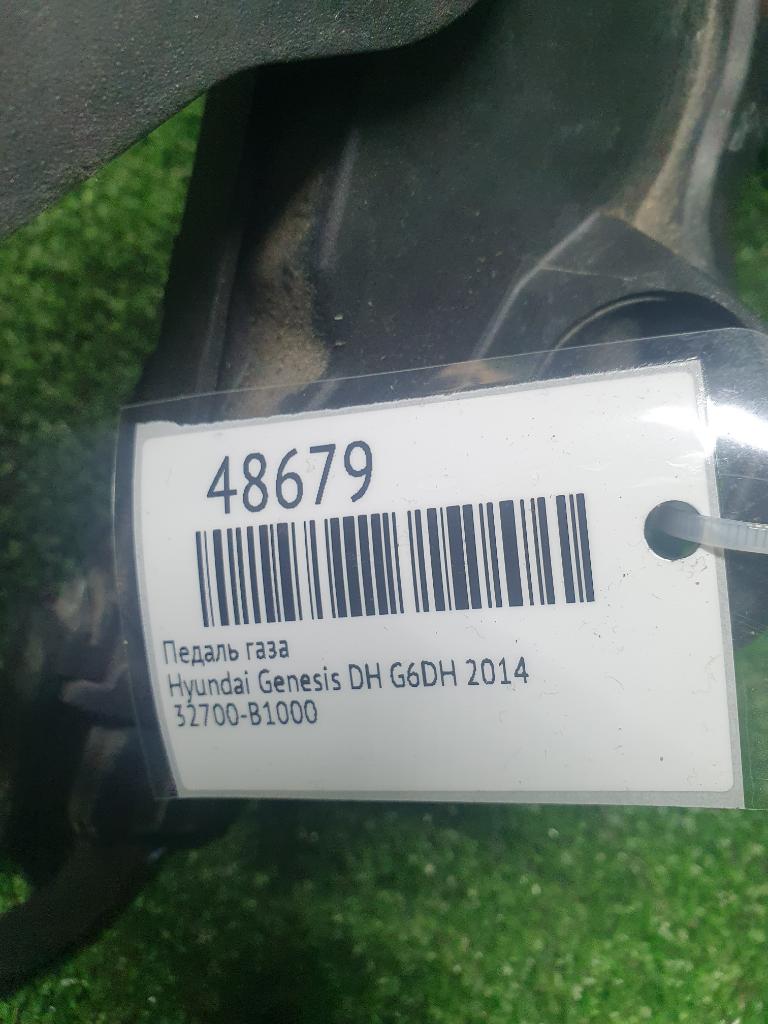 48679
Педаль газа
Hyundai Genesis DH G6DH 2014
32700-B1000